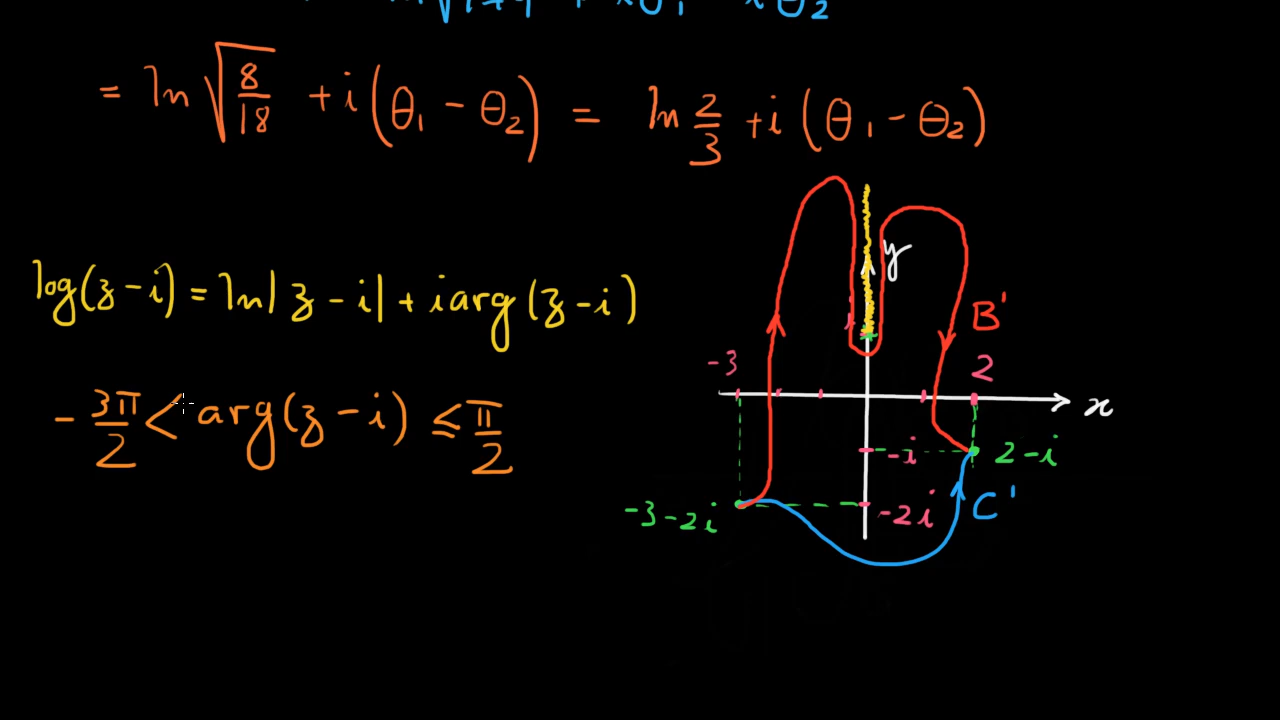 = ln √(8/18) + i(θ₁ - θ₂) = ln 2/3 + i(θ₁ - θ₂)
log(z - i) = ln|z - i| + i arg(z - i)
- 3π/2 < arg(z - i) ≤ π/2
y
i
B'
-3
2
x
-i
2-i
-3-2i
-2i
C'